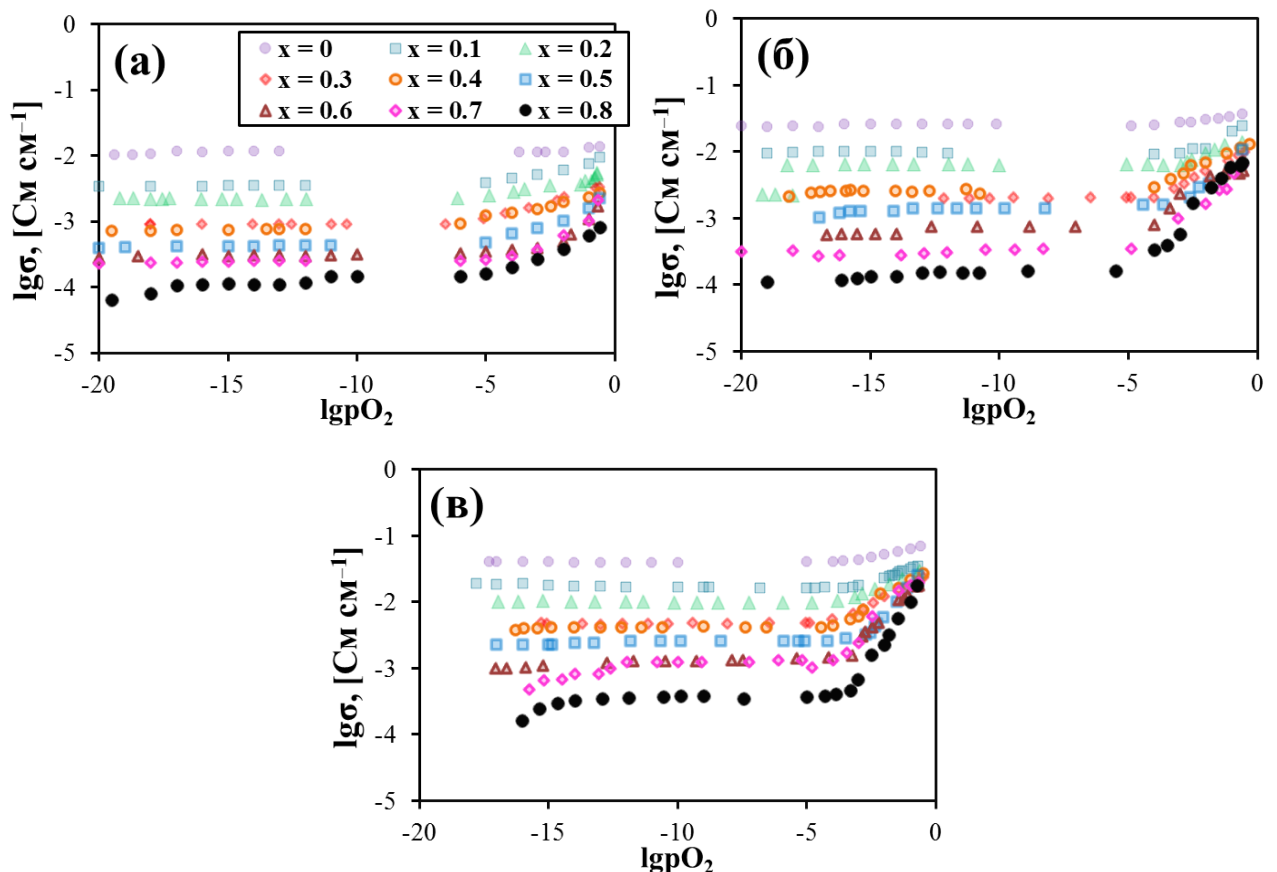 (а)
x = 0 x = 0.1 x = 0.2
x = 0.3 x = 0.4 x = 0.5
x = 0.6 x = 0.7 x = 0.8
0
-1
-2
-3
-4
-5
lgσ, [См см⁻¹]
-20 -15 -10 -5 0
lgpO₂
(б)
0
-1
-2
-3
-4
-5
lgσ, [См см⁻¹]
-20 -15 -10 -5 0
lgpO₂
(в)
0
-1
-2
-3
-4
-5
lgσ, [См см⁻¹]
-20 -15 -10 -5 0
lgpO₂